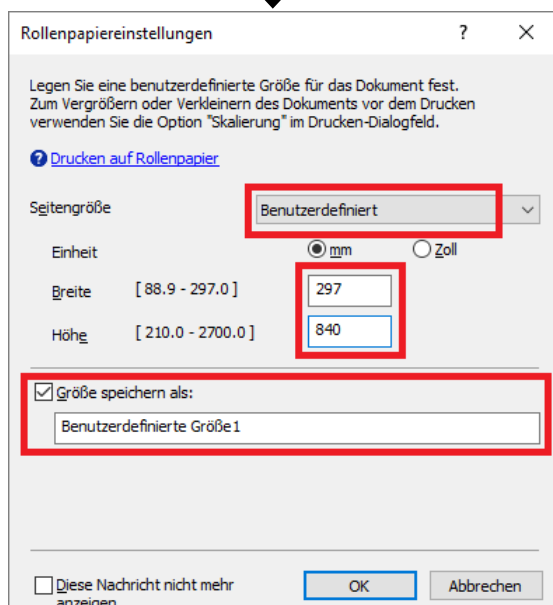 Rollenpapiereinstellungen ? ×
Legen Sie eine benutzerdefinierte Größe für das Dokument fest.
Zum Vergrößern oder Verkleinern des Dokuments vor dem Drucken
verwenden Sie die Option "Skalierung" im Drucken-Dialogfeld.
? Drucken auf Rollenpapier
Seitengröße Benutzerdefiniert
Einheit mm Zoll
Breite [ 88.9 - 297.0 ] 297
Höhe [ 210.0 - 2700.0 ] 840
Größe speichern als:
Benutzerdefinierte Größe1
Diese Nachricht nicht mehr
anzeigen
OK Abbrechen